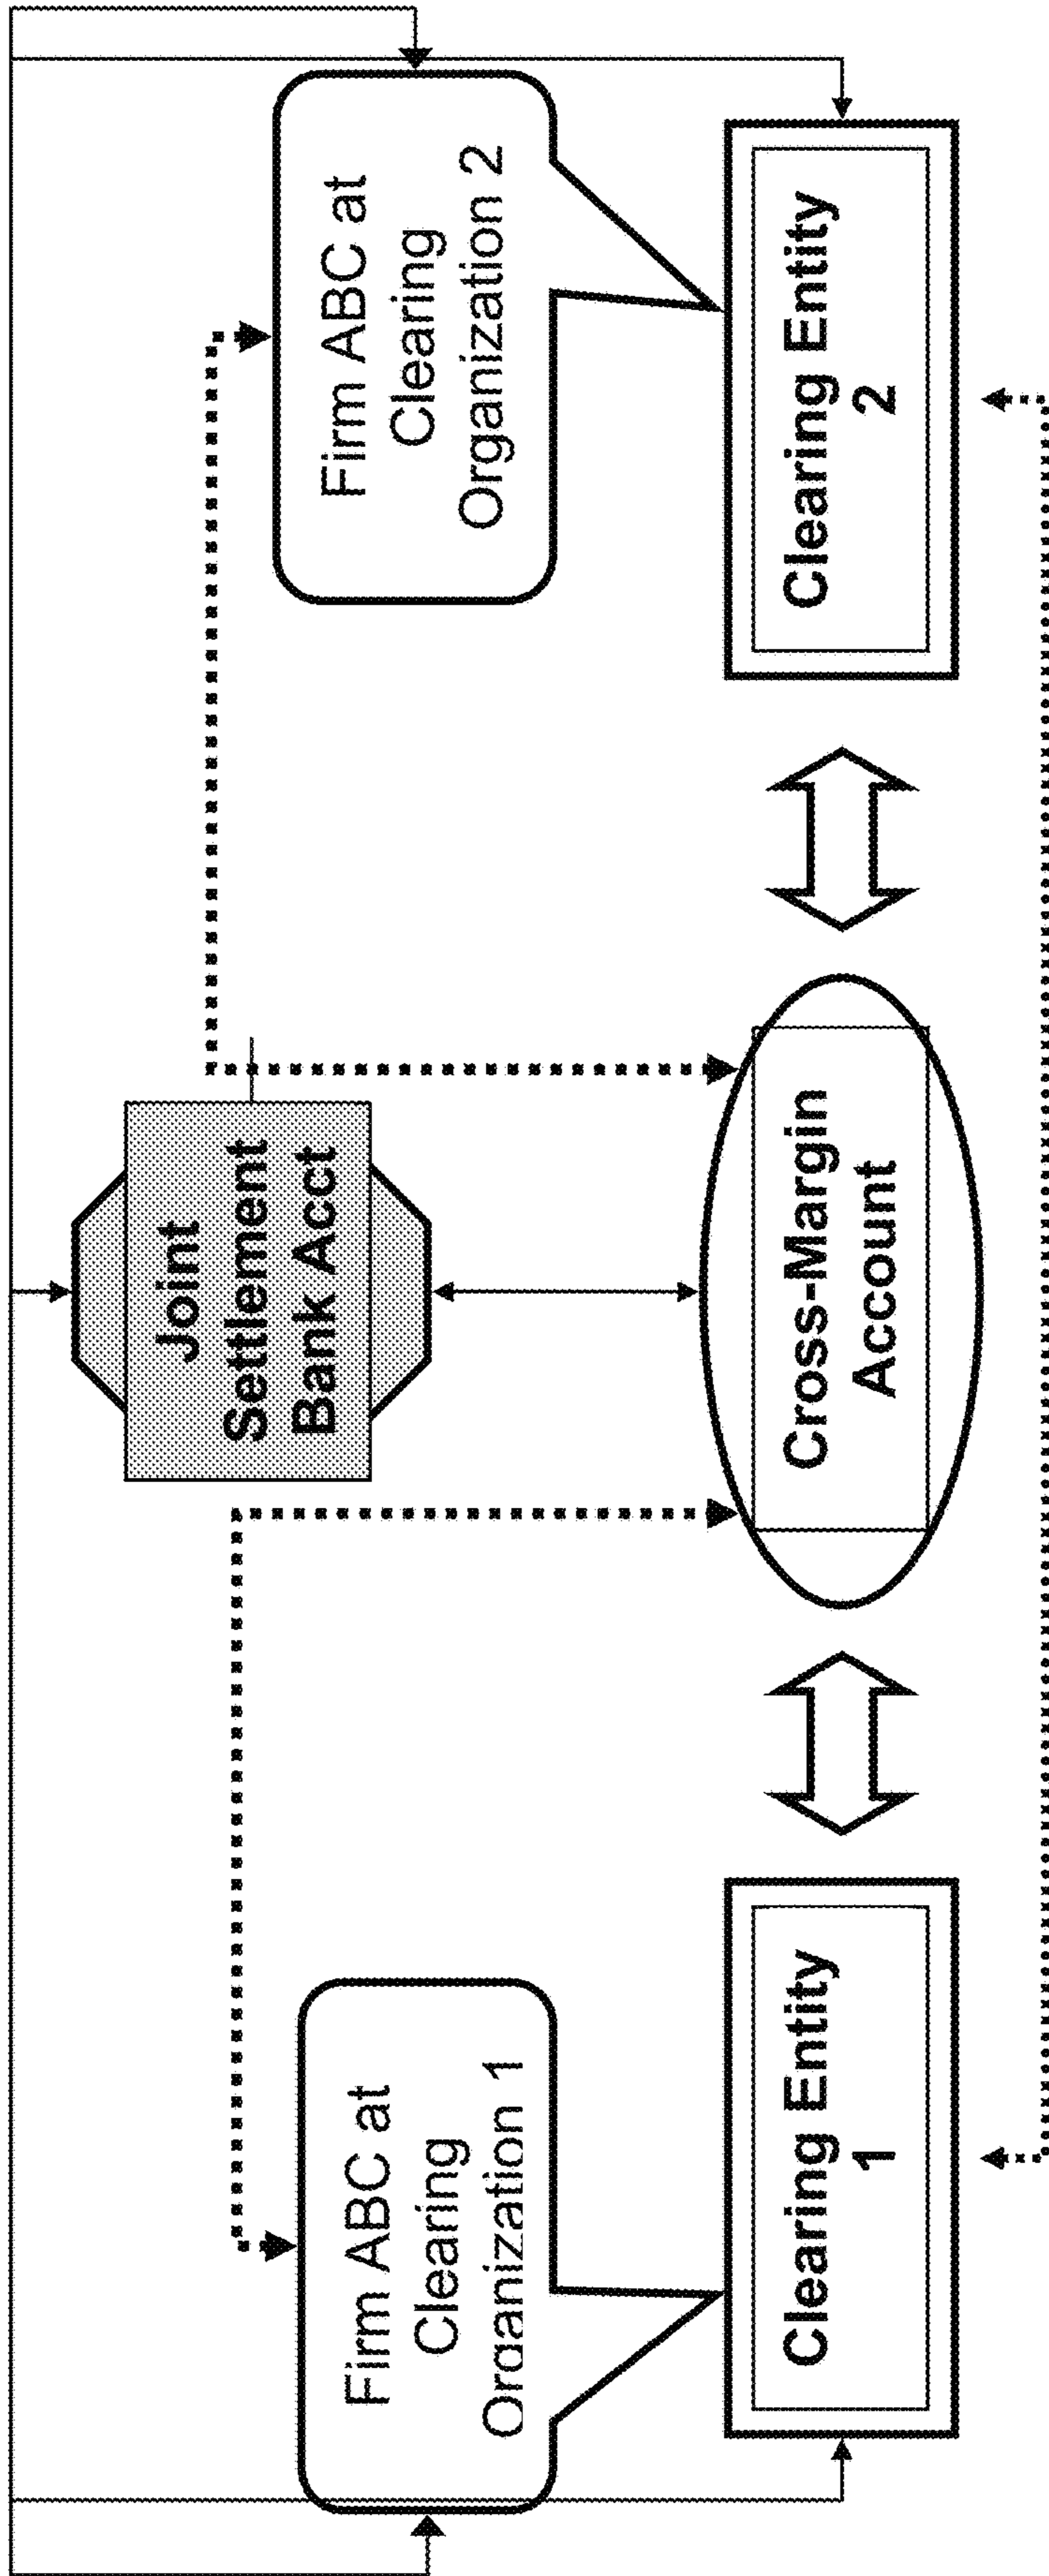 Joint
Settlement
Bank Acct
Firm ABC at
Clearing
Organization 1
Firm ABC at
Clearing
Organization 2
Clearing Entity
1
Cross-Margin
Account
Clearing Entity
2